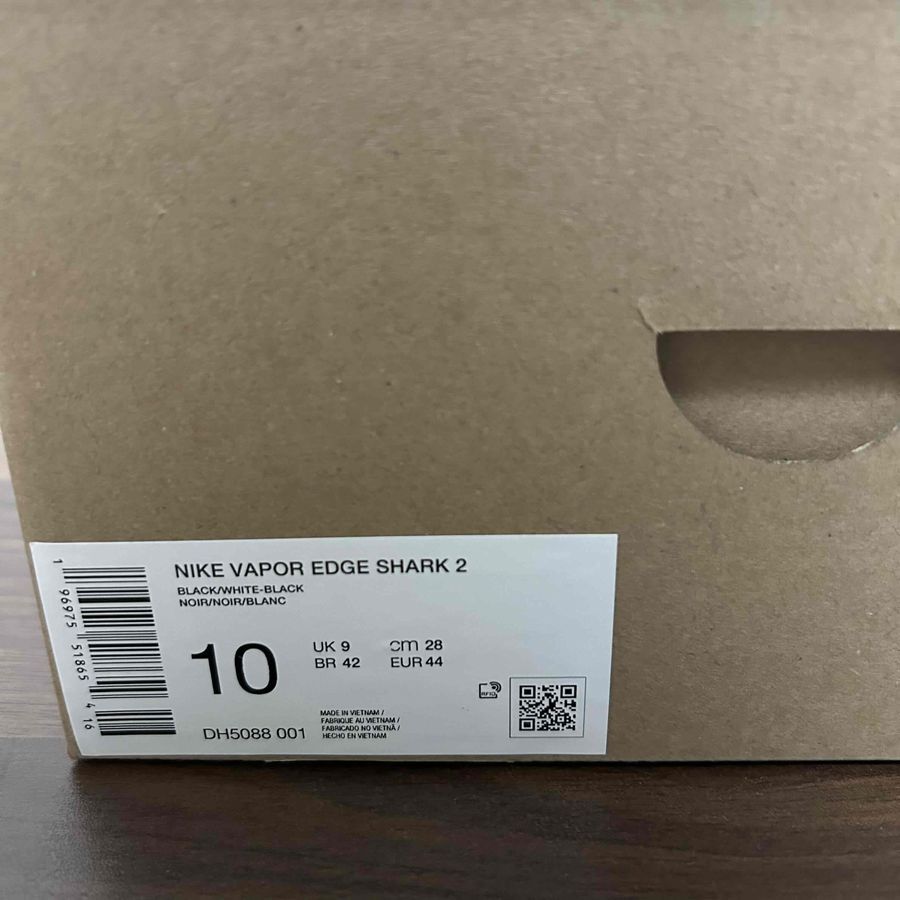 NIKE VAPOR EDGE SHARK 2
BLACK/WHITE-BLACK
NOIR/NOIR/BLANC
10
UK 9 cm 28
BR 42 EUR 44
DH5088 001
MADE IN VIETNAM /
FABRIQUE AU VIETNAM /
FABRICADO NO VIETNÃ /
HECHO EN VIETNAM
RFID
1 96975 51865 4 16